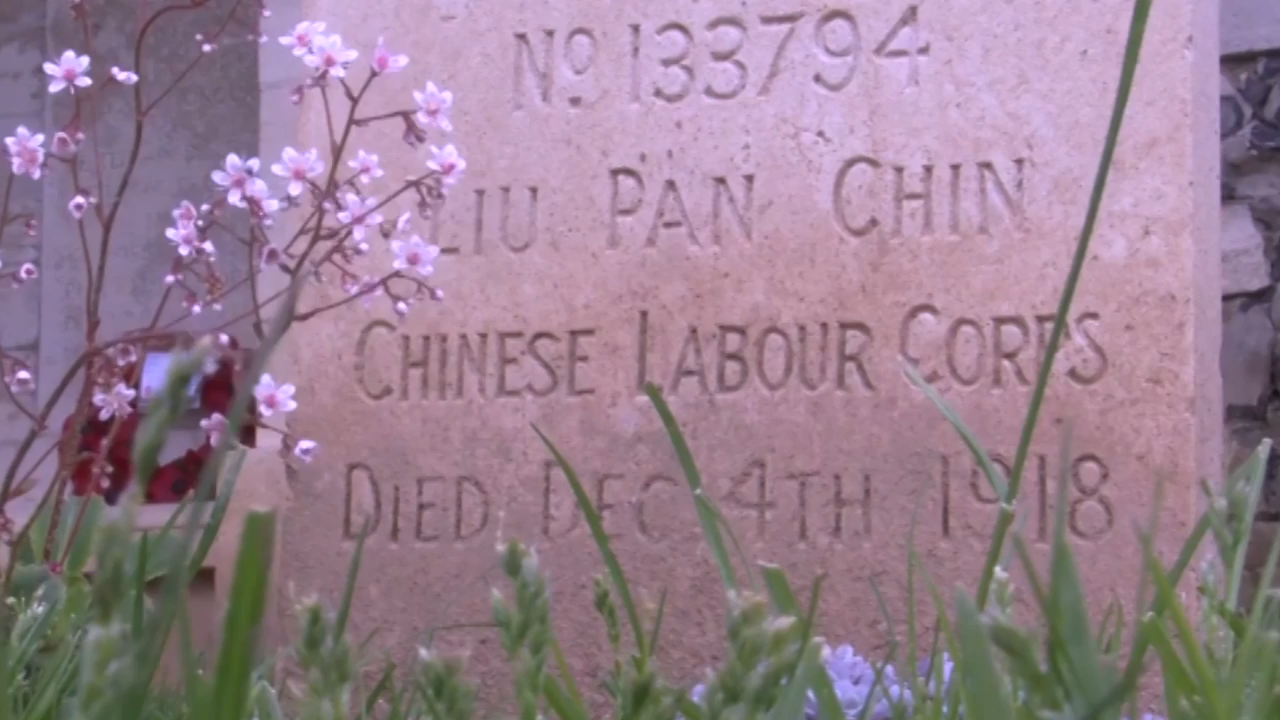 No 133794
LIU PAN CHIN
CHINESE LABOUR CORPS
DIED DEC 4TH 1918